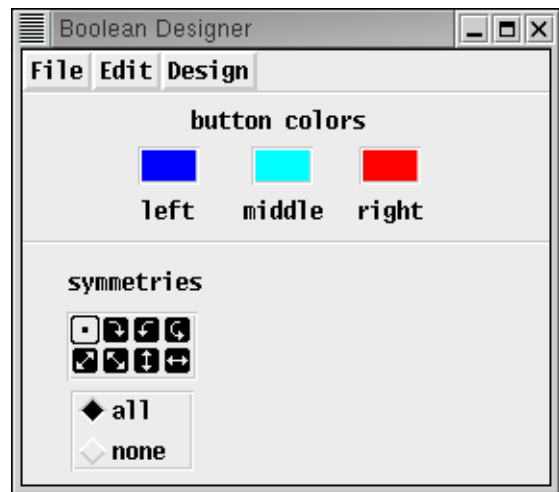 Boolean Designer
File Edit Design
button colors
left middle right
symmetries
all
none